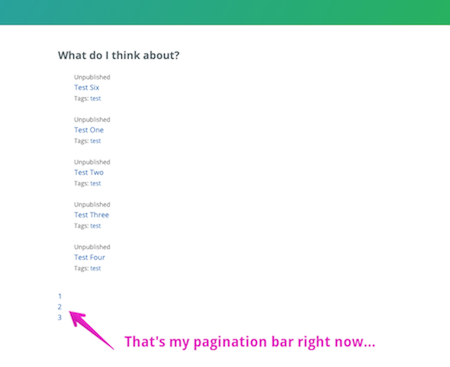 What do I think about?
Unpublished
Test Six
Tags: test
Unpublished
Test One
Tags: test
Unpublished
Test Two
Tags: test
Unpublished
Test Three
Tags: test
Unpublished
Test Four
Tags: test
1
2
3
That's my pagination bar right now...